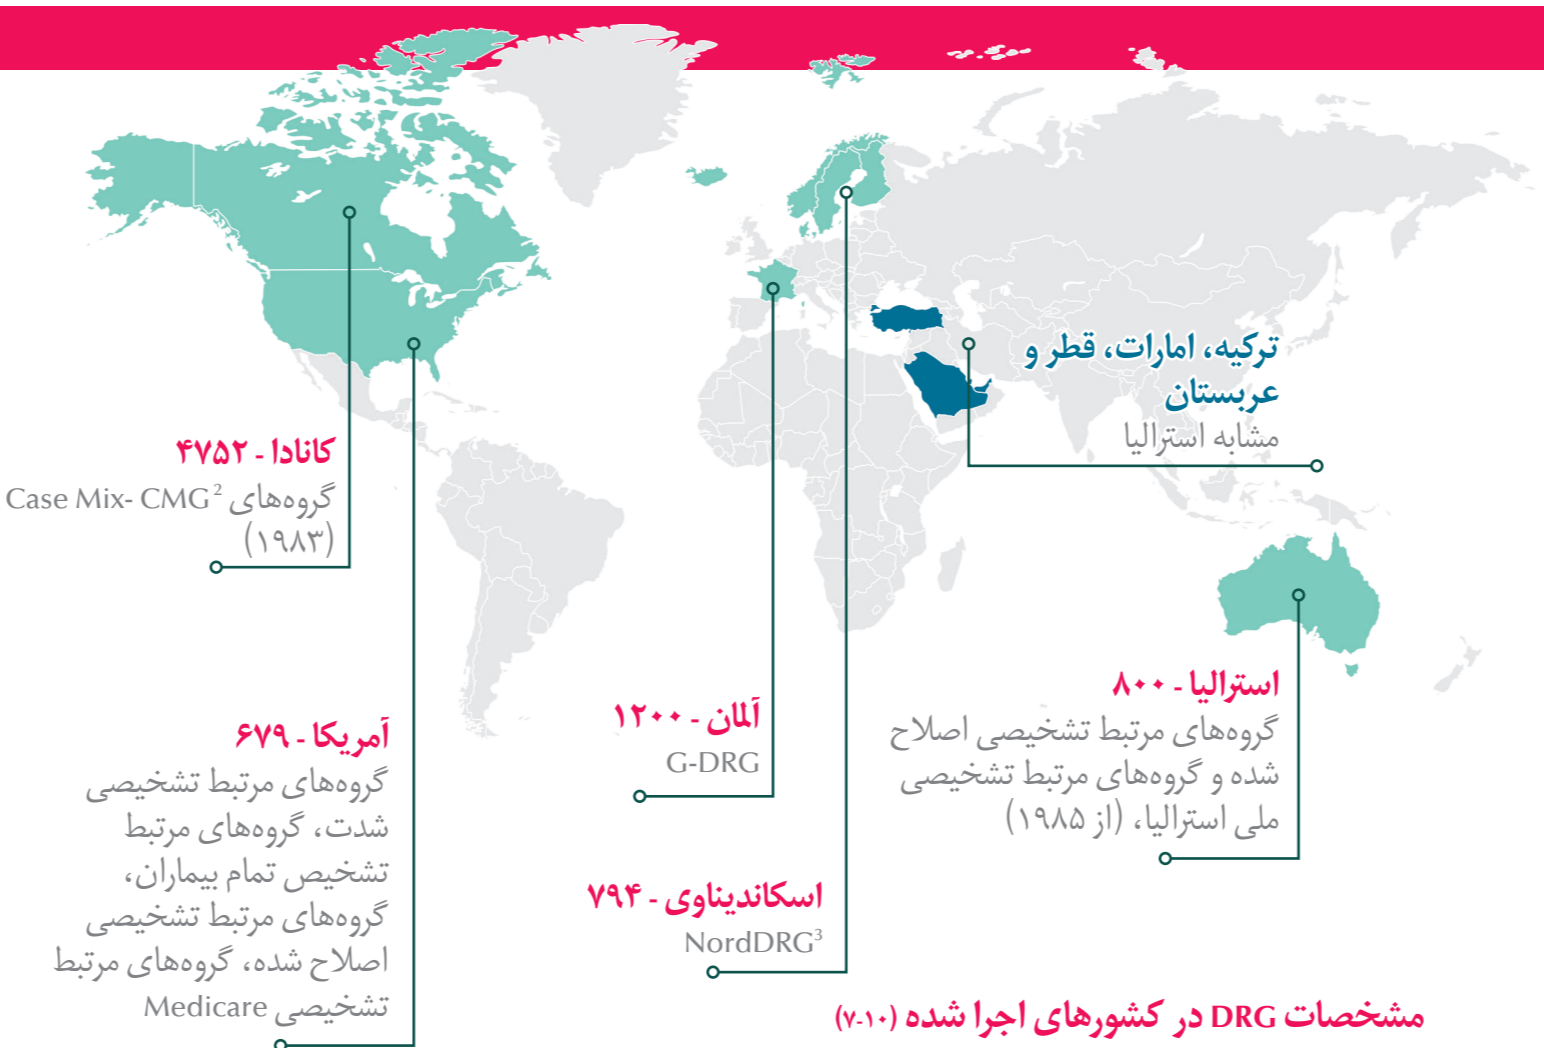 ترکیه، امارات، قطر و
عربستان
مشابه استرالیا
کانادا - ۴۷۵۲
گروه‌های Case Mix- CMG²
(۱۹۸۳)
استرالیا - ۸۰۰
گروه‌های مرتبط تشخیصی اصلاح
شده و گروه‌های مرتبط تشخیصی
ملی استرالیا، (از ۱۹۸۵)
آلمان - ۱۲۰۰
G-DRG
آمریکا - ۶۷۹
گروه‌های مرتبط تشخیصی
شدت، گروه‌های مرتبط
تشخیص تمام بیماران،
گروه‌های مرتبط تشخیصی
اصلاح شده، گروه‌های مرتبط
تشخیصی Medicare
اسکاندیناوی - ۷۹۴
NordDRG³
مشخصات DRG در کشورهای اجرا شده (۷-۱۰)